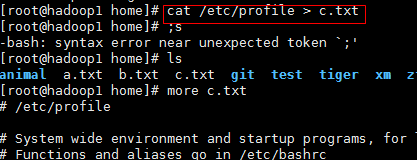 [root@hadoop1 home]# cat /etc/profile > c.txt
[root@hadoop1 home]# ;s
-bash: syntax error near unexpected token `;'
[root@hadoop1 home]# ls
animal a.txt b.txt c.txt git test tiger xm
[root@hadoop1 home]# more c.txt
# /etc/profile
# System wide environment and startup programs, for
# Functions and aliases go in /etc/bashrc